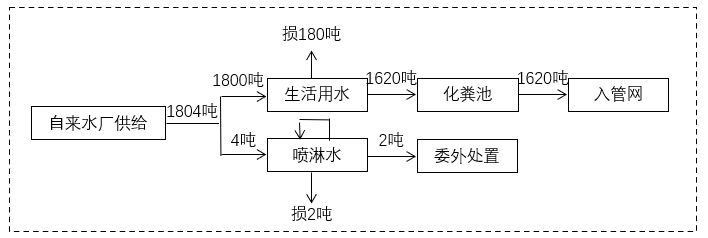 损180吨
1800吨
生活用水
1620吨
化粪池
1620吨
入管网
自来水厂供给
1804吨
4吨
喷淋水
2吨
委外处置
损2吨